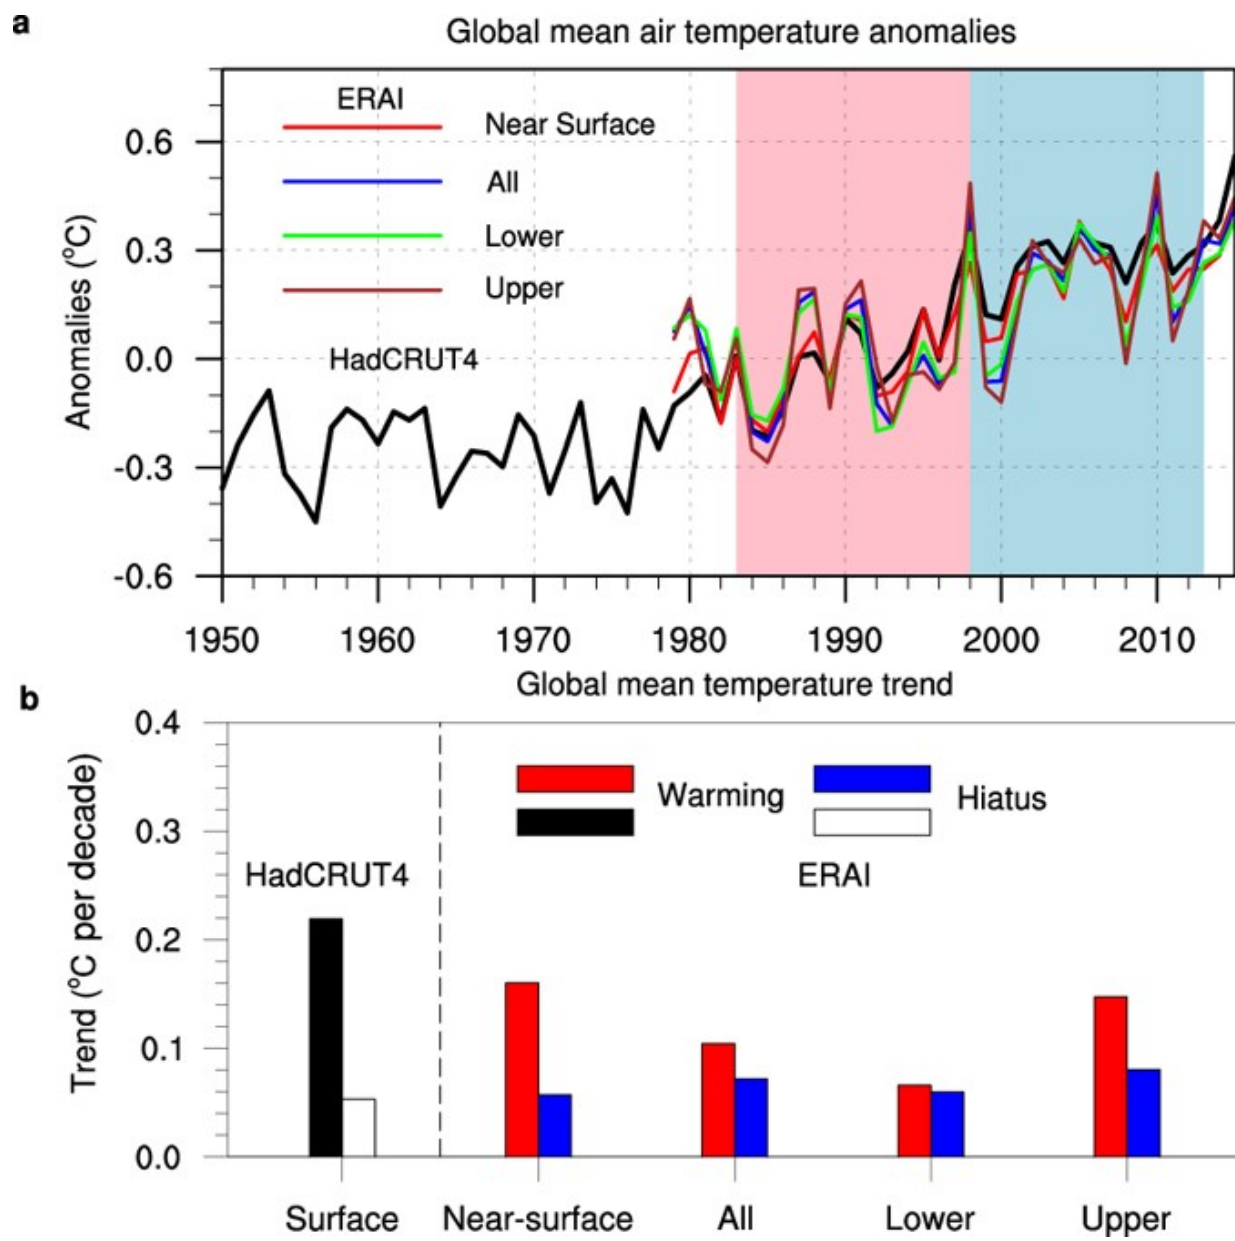 a
Global mean air temperature anomalies
ERAI
Near Surface
All
Lower
Upper
HadCRUT4
Anomalies (°C)
0.6
0.3
0.0
-0.3
-0.6
1950 1960 1970 1980 1990 2000 2010
b
Global mean temperature trend
Trend (°C per decade)
0.4
0.3
0.2
0.1
0.0
Warming
Hiatus
HadCRUT4
ERAI
Surface Near-surface All Lower Upper